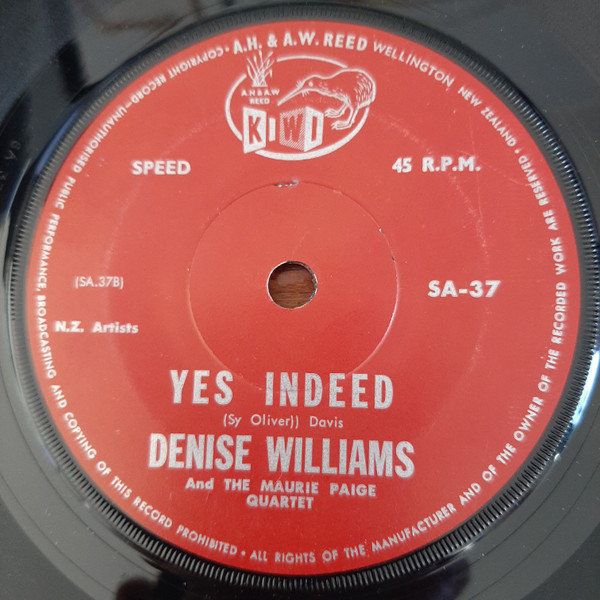 COPYRIGHT RECORD—UNAUTHORISED PUBLIC PERFORMANCE, BROADCASTING AND COPYING OF THIS RECORD PROHIBITED • ALL RIGHTS OF THE MANUFACTURER AND OF THE OWNER OF THE RECORDED WORK ARE RESERVED •
A.H. & A.W. REED WELLINGTON NEW ZEALAND
A.H & A.W
REED
KIWI
SPEED 45 R.P.M.
(SA.37B) SA-37
N.Z. Artists
YES INDEED
(Sy Oliver)) Davis
DENISE WILLIAMS
And THE MAURIE PAIGE
QUARTET